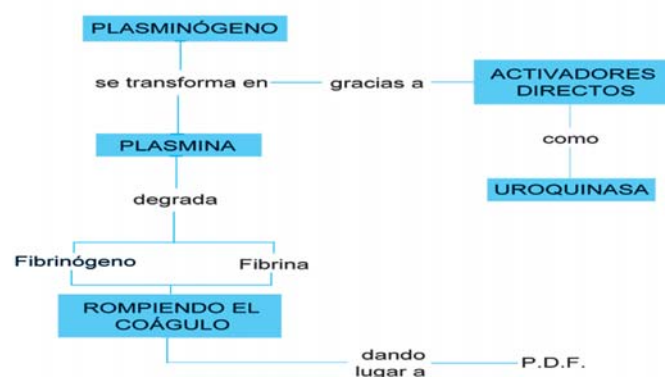 PLASMINÓGENO
se transforma en
gracias a
ACTIVADORES
DIRECTOS
como
UROQUINASA
PLASMINA
degrada
Fibrinógeno
Fibrina
ROMPIENDO EL
COÁGULO
dando
lugar a
P.D.F.